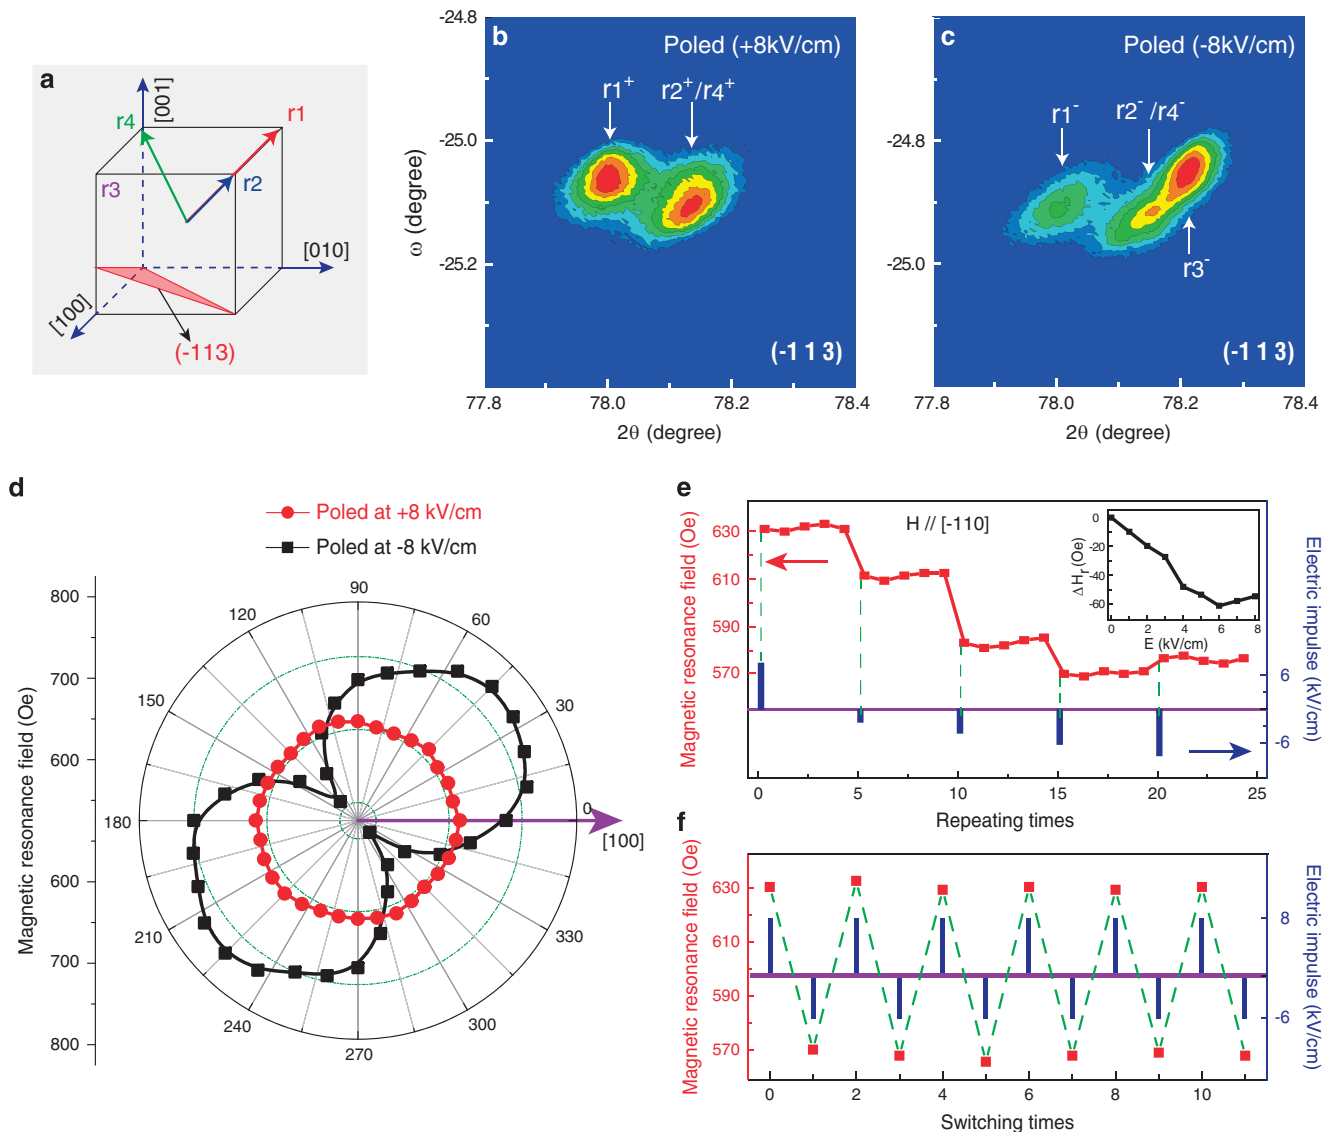 a
[001]
r4
r1
r3
r2
[010]
[100]
(-113)
b
Poled (+8kV/cm)
r1⁺
r2⁺/r4⁺
(-1 1 3)
-24.8
-25.0
-25.2
ω (degree)
77.8
78.0
78.2
78.4
2θ (degree)
c
Poled (-8kV/cm)
r1⁻
r2⁻/r4⁻
r3⁻
(-1 1 3)
-24.8
-25.0
77.8
78.0
78.2
78.4
2θ (degree)
d
Poled at +8 kV/cm
Poled at -8 kV/cm
Magnetic resonance field (Oe)
800
700
600
500
600
700
800
90
60
30
0
[100]
330
300
270
240
210
180
150
120
e
H // [-110]
Magnetic resonance field (Oe)
630
610
590
570
Electric impulse (kV/cm)
6
-6
0
5
10
15
20
25
Repeating times
Δ Hr (Oe)
0
-20
-40
-60
0
2
4
6
8
E (kV/cm)
f
Magnetic resonance field (Oe)
630
610
590
570
Electric impulse (kV/cm)
8
-6
0
2
4
6
8
10
Switching times